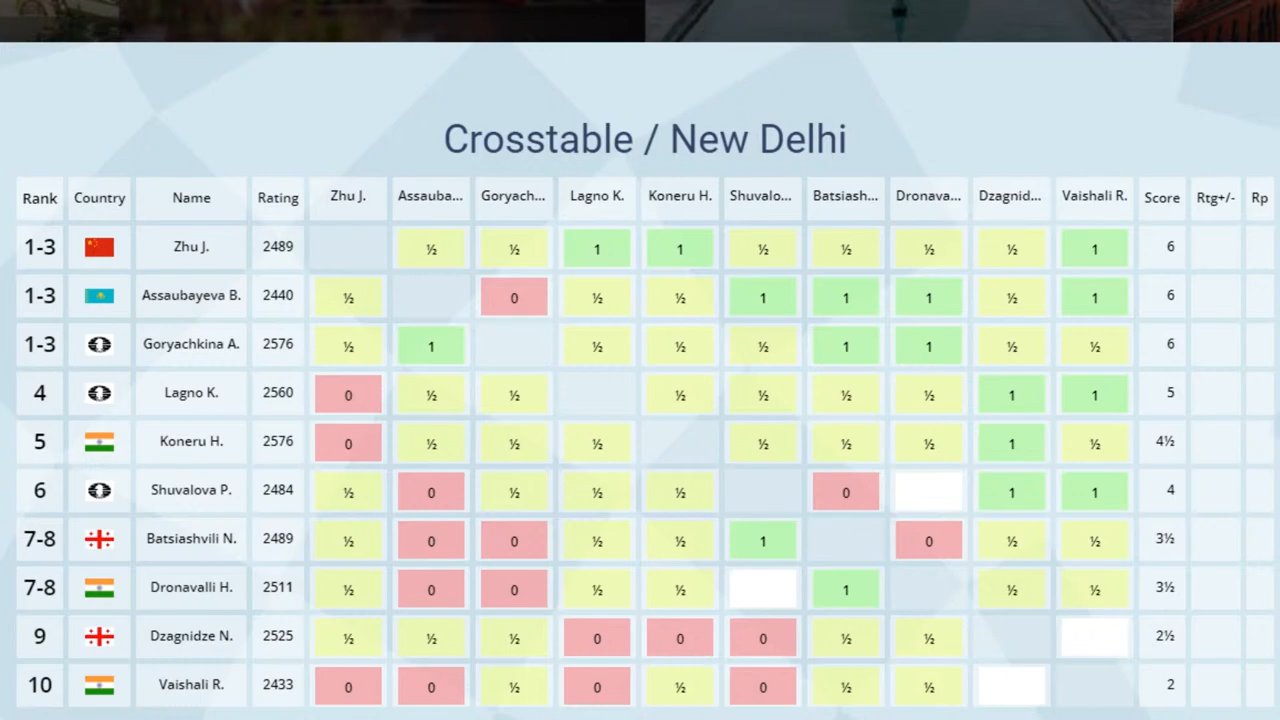 Crosstable / New Delhi
Rank Country Name Rating Zhu J. Assauba... Goryach... Lagno K. Koneru H. Shuvalo... Batsiash... Dronava... Dzagnid... Vaishali R. Score Rtg+/- Rp
1-3 Zhu J. 2489 ½ ½ 1 1 ½ ½ ½ ½ 1 6
1-3 Assaubayeva B. 2440 ½ 0 ½ ½ 1 1 1 ½ 1 6
1-3 Goryachkina A. 2576 ½ 1 ½ ½ ½ 1 1 ½ ½ 6
4 Lagno K. 2560 0 ½ ½ ½ ½ ½ ½ 1 1 5
5 Koneru H. 2576 0 ½ ½ ½ ½ ½ ½ 1 ½ 4½
6 Shuvalova P. 2484 ½ 0 ½ ½ ½ 0 1 1 4
7-8 Batsiashvili N. 2489 ½ 0 0 ½ ½ 1 0 ½ ½ 3½
7-8 Dronavalli H. 2511 ½ 0 0 ½ ½ 1 ½ ½ 3½
9 Dzagnidze N. 2525 ½ ½ ½ 0 0 0 ½ ½ 2½
10 Vaishali R. 2433 0 0 ½ 0 ½ 0 ½ ½ 2